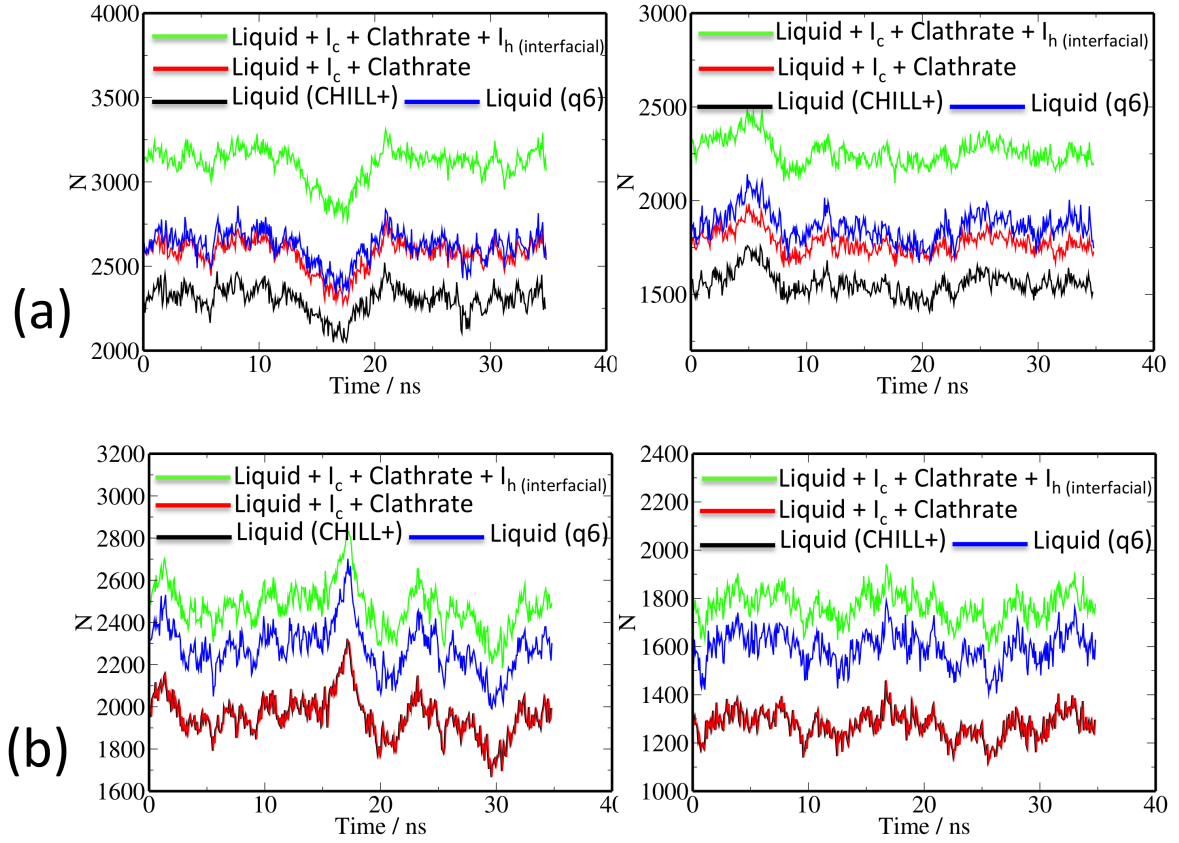 4000
3500
3000
2500
2000
N
Liquid + Ic + Clathrate + Ih (interfacial)
Liquid + Ic + Clathrate
Liquid (CHILL+) Liquid (q6)
0 10 20 30 40
Time / ns
3000
2500
2000
1500
N
Liquid + Ic + Clathrate + Ih (interfacial)
Liquid + Ic + Clathrate
Liquid (CHILL+) Liquid (q6)
0 10 20 30 40
Time / ns
(a)
3200
3000
2800
2600
2400
2200
2000
1800
1600
N
Liquid + Ic + Clathrate + Ih (interfacial)
Liquid + Ic + Clathrate
Liquid (CHILL+) Liquid (q6)
0 10 20 30 40
Time / ns
2400
2200
2000
1800
1600
1400
1200
1000
N
Liquid + Ic + Clathrate + Ih (interfacial)
Liquid + Ic + Clathrate
Liquid (CHILL+) Liquid (q6)
0 10 20 30 40
Time / ns
(b)